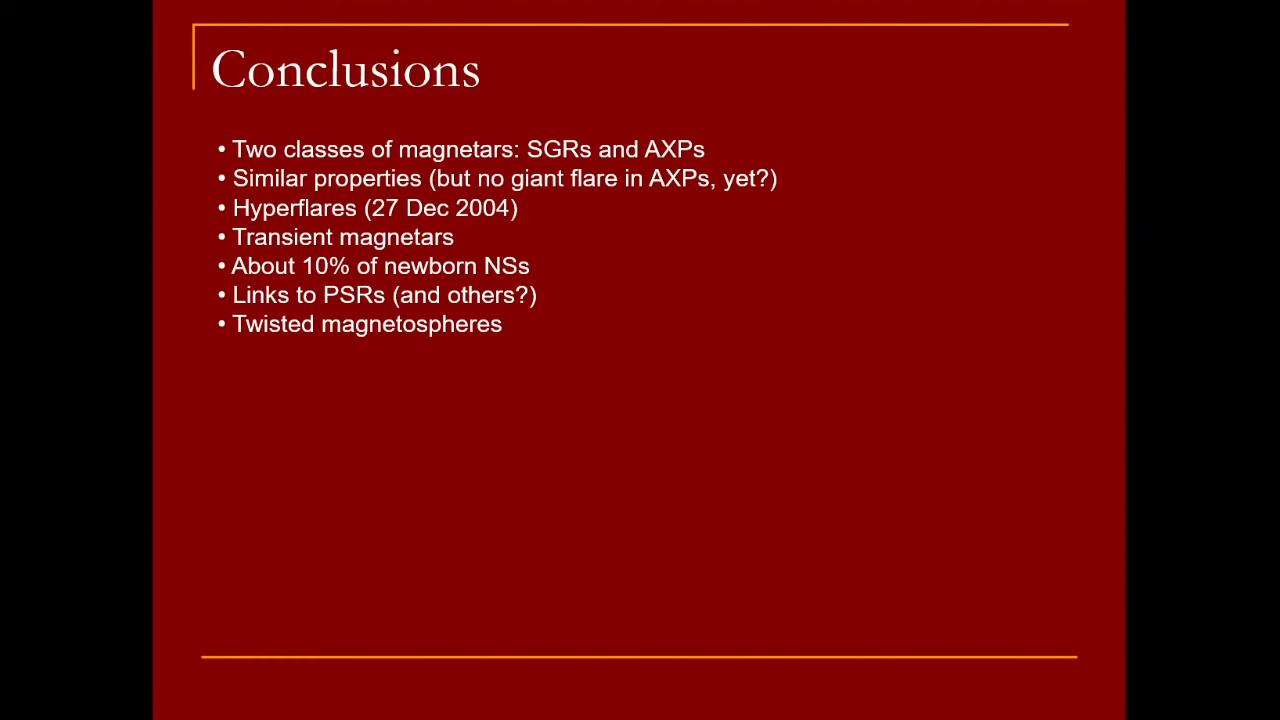 Conclusions
• Two classes of magnetars: SGRs and AXPs
• Similar properties (but no giant flare in AXPs, yet?)
• Hyperflares (27 Dec 2004)
• Transient magnetars
• About 10% of newborn NSs
• Links to PSRs (and others?)
• Twisted magnetospheres